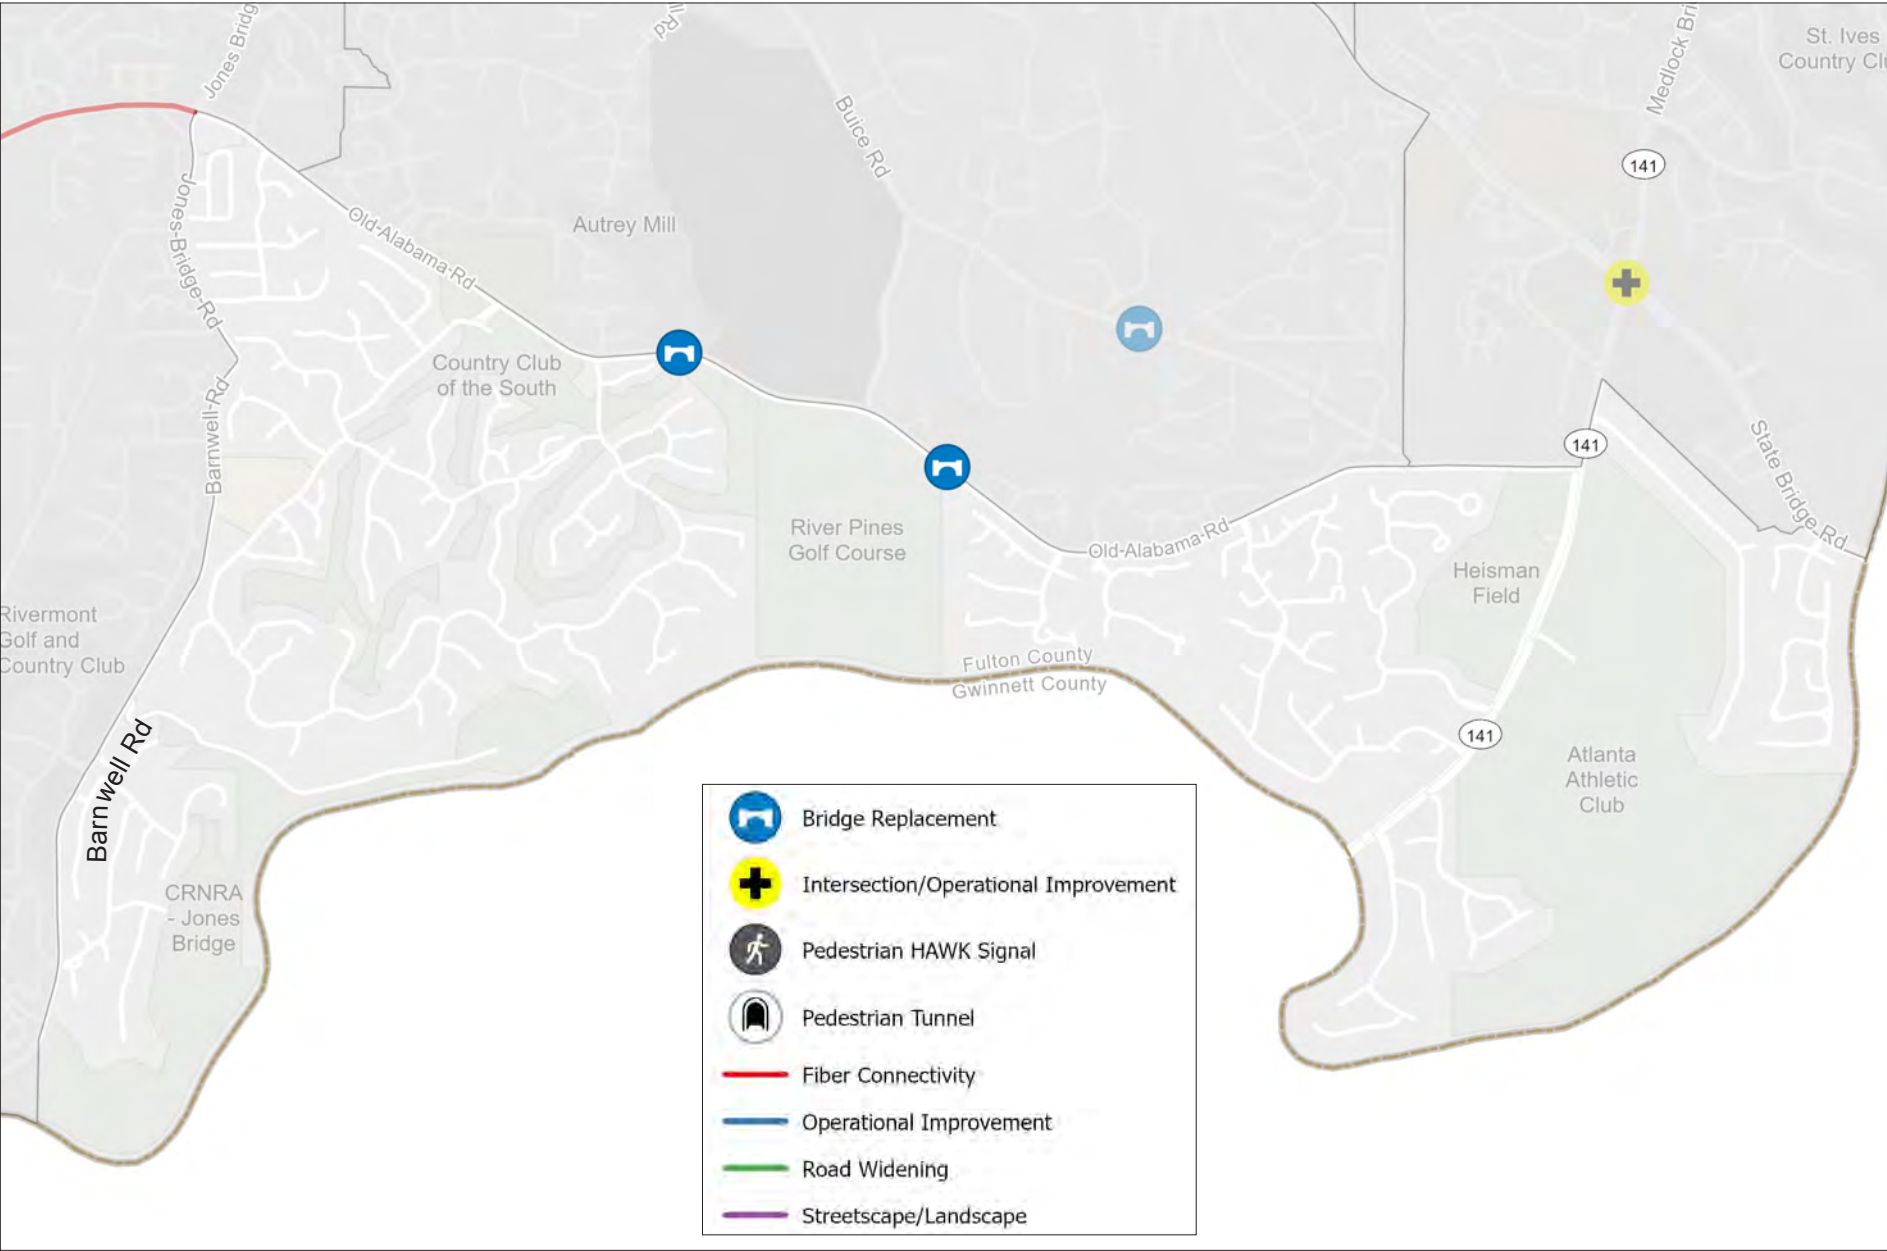 Jones Bridg
ll Rd
Buice Rd
Medlock Bri
St. Ives
Country Clu
141
Jones-Bridge-Rd
Old-Alabama-Rd
Autrey Mill
Country Club
of the South
Barnwell-Rd
141
State Bridge Rd
River Pines
Golf Course
Old-Alabama-Rd
Heisman
Field
Rivermont
Golf and
Country Club
Fulton County
Gwinnett County
141
Barnwell Rd
Atlanta
Athletic
Club
CRNRA
- Jones
Bridge
Bridge Replacement
Intersection/Operational Improvement
Pedestrian HAWK Signal
Pedestrian Tunnel
Fiber Connectivity
Operational Improvement
Road Widening
Streetscape/Landscape